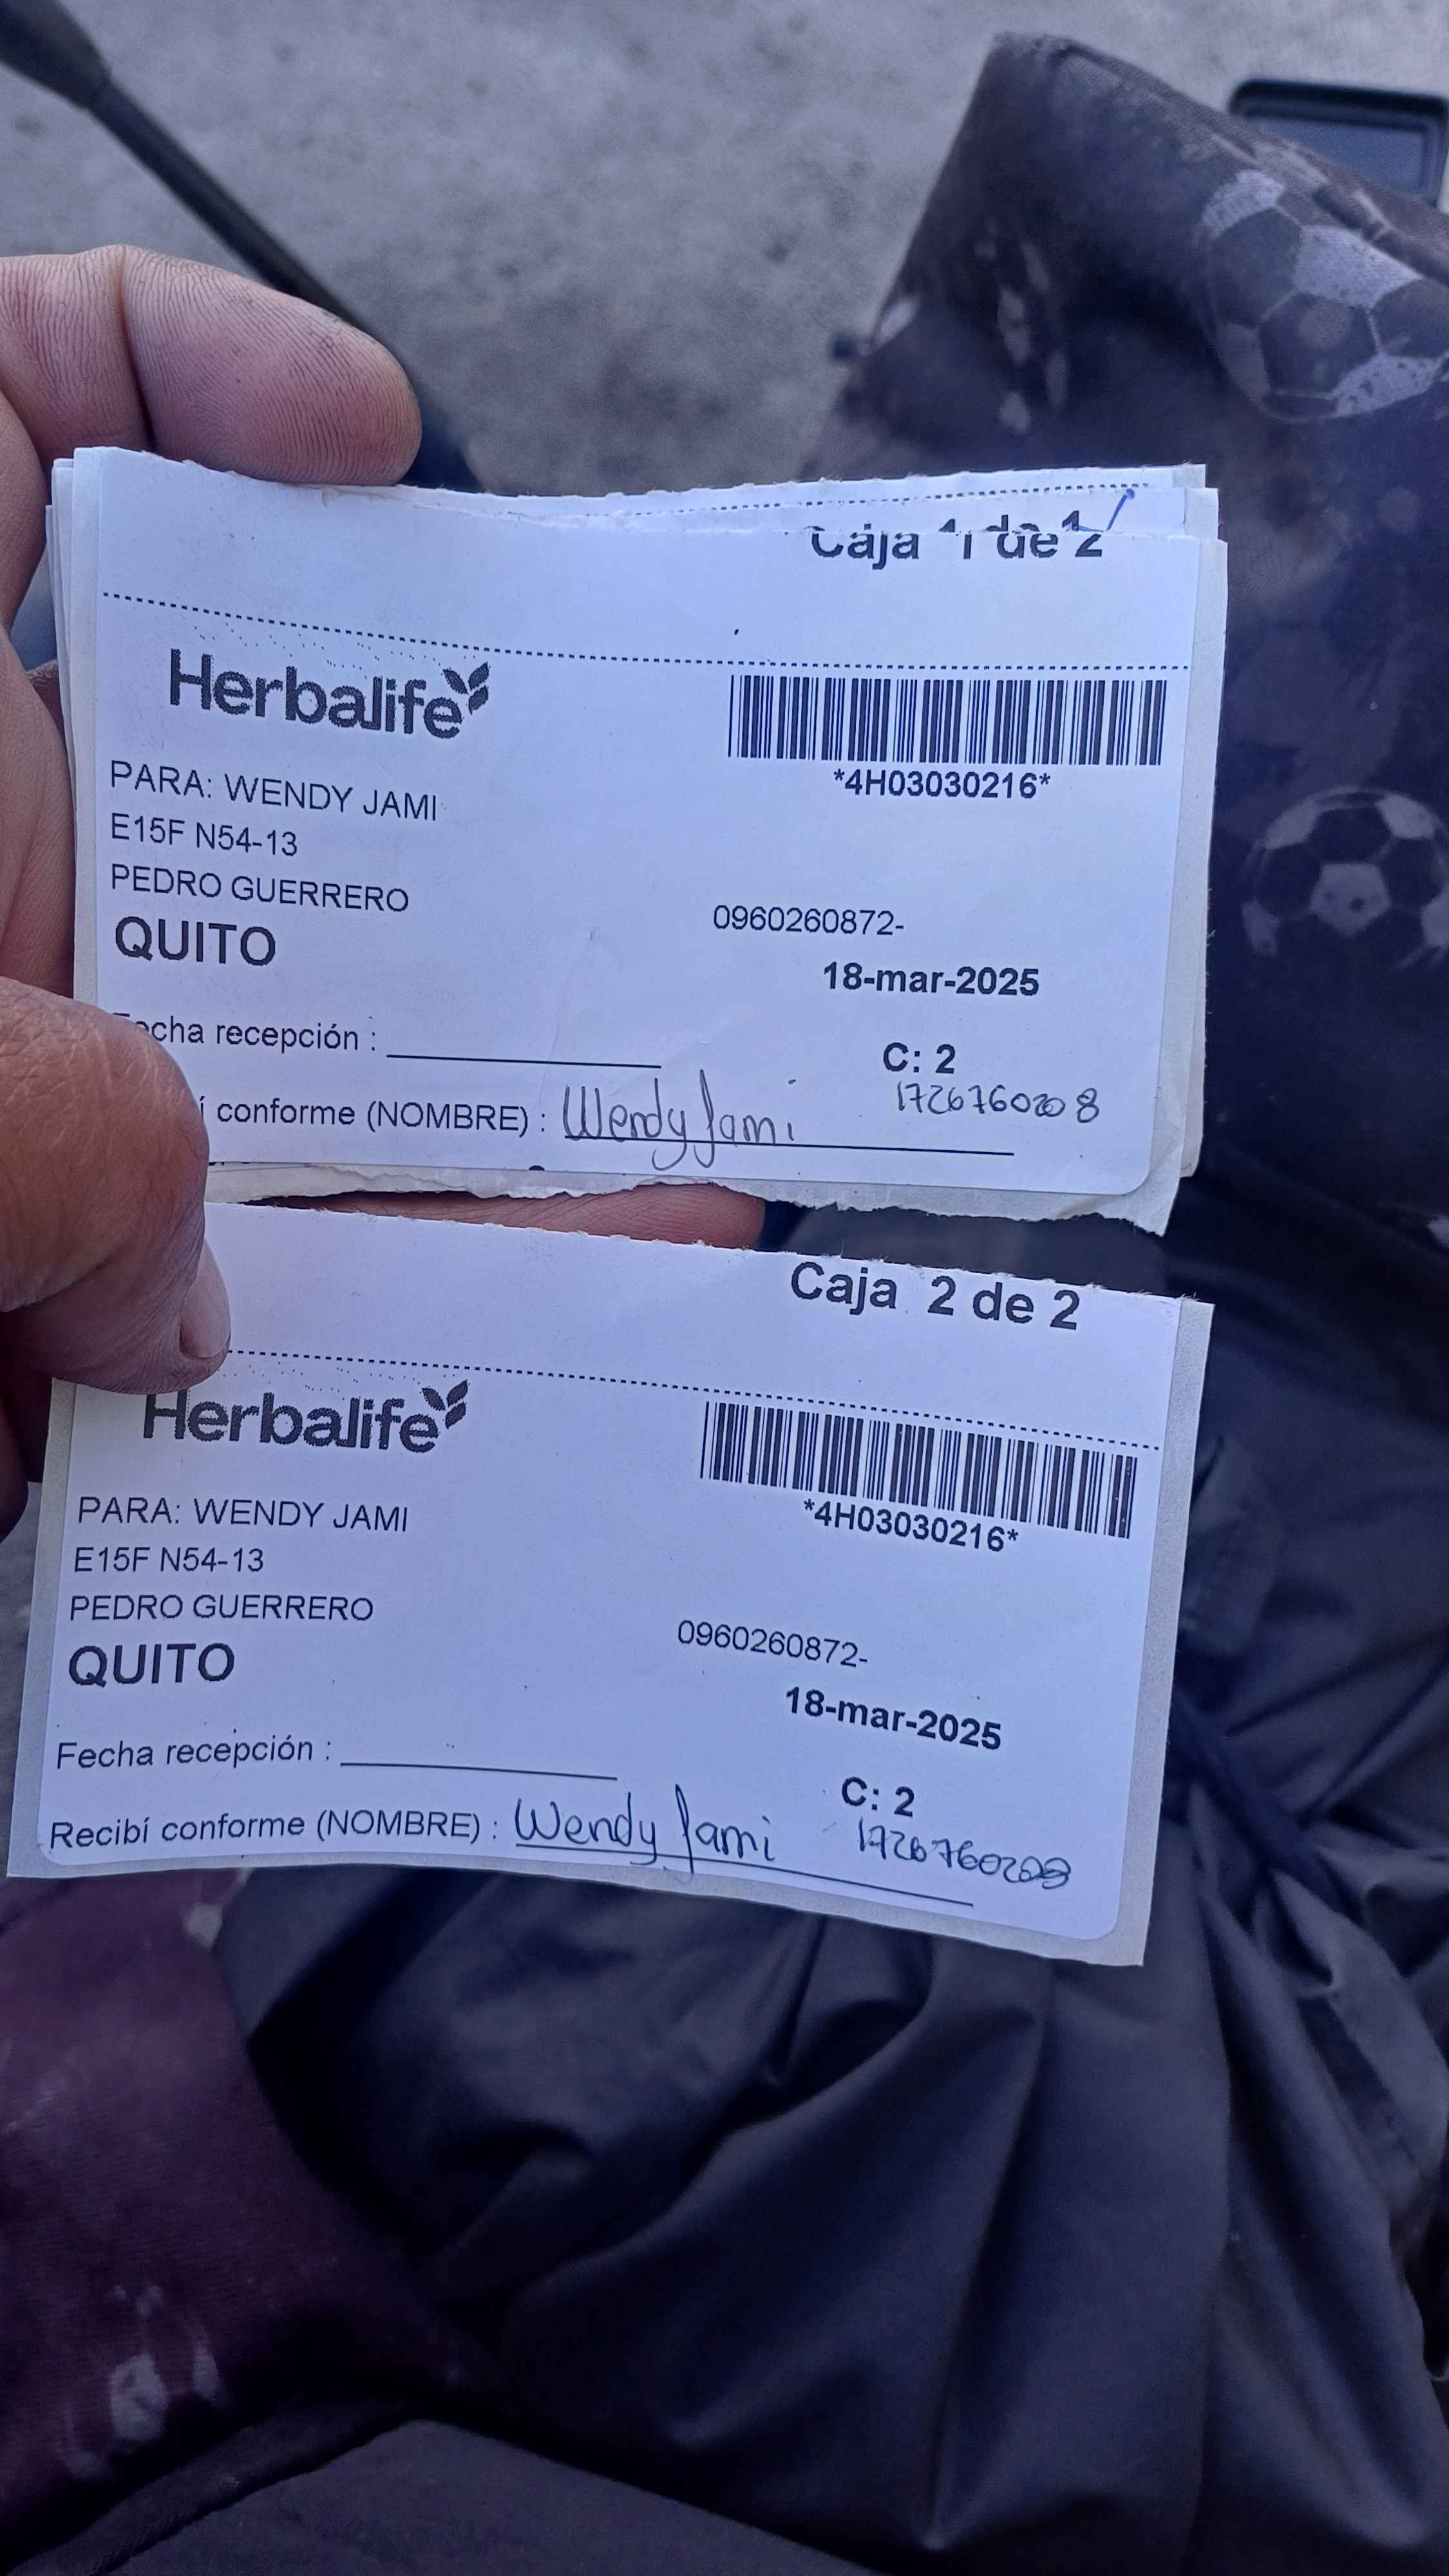 Caja 1 de 2
Herbalife
*4H03030216*
PARA: WENDY JAMI
E15F N54-13
PEDRO GUERRERO
0960260872-
QUITO
18-mar-2025
echa recepción :
C: 2
1726760208
í conforme (NOMBRE) : Wendy Jami
Caja 2 de 2
Herbalife
*4H03030216*
PARA: WENDY JAMI
E15F N54-13
PEDRO GUERRERO
0960260872-
QUITO
18-mar-2025
Fecha recepción :
C: 2
Recibí conforme (NOMBRE) : Wendy Jami